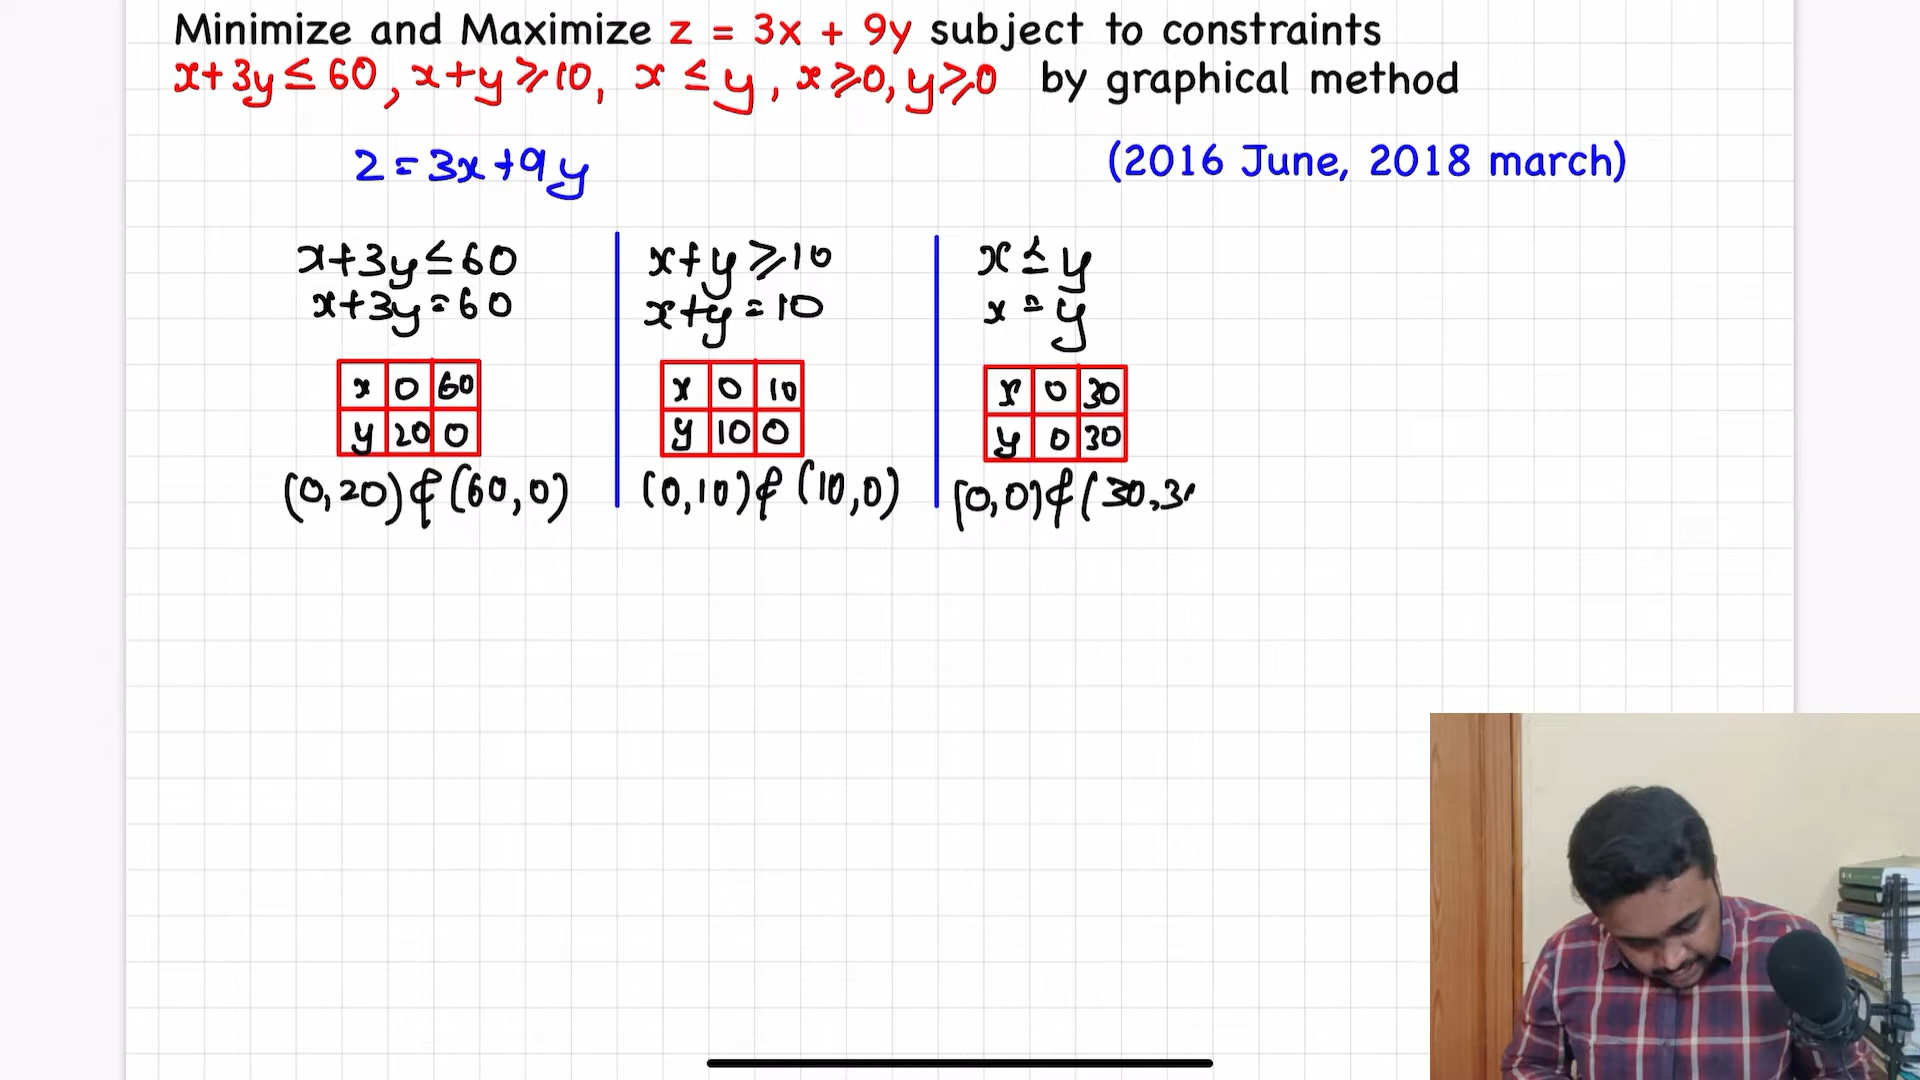 Minimize and Maximize z = 3x + 9y subject to constraints
x+3y ≤ 60, x+y ≥ 10, x ≤ y, x ≥ 0, y ≥ 0 by graphical method
z = 3x + 9y
(2016 June, 2018 march)
x+3y ≤ 60
x+3y = 60
x 0 60
y 20 0
(0,20) & (60,0)
x+y ≥ 10
x+y = 10
x 0 10
y 10 0
(0,10) & (10,0)
x ≤ y
x = y
x 0 30
y 0 30
(0,0) & (30,3